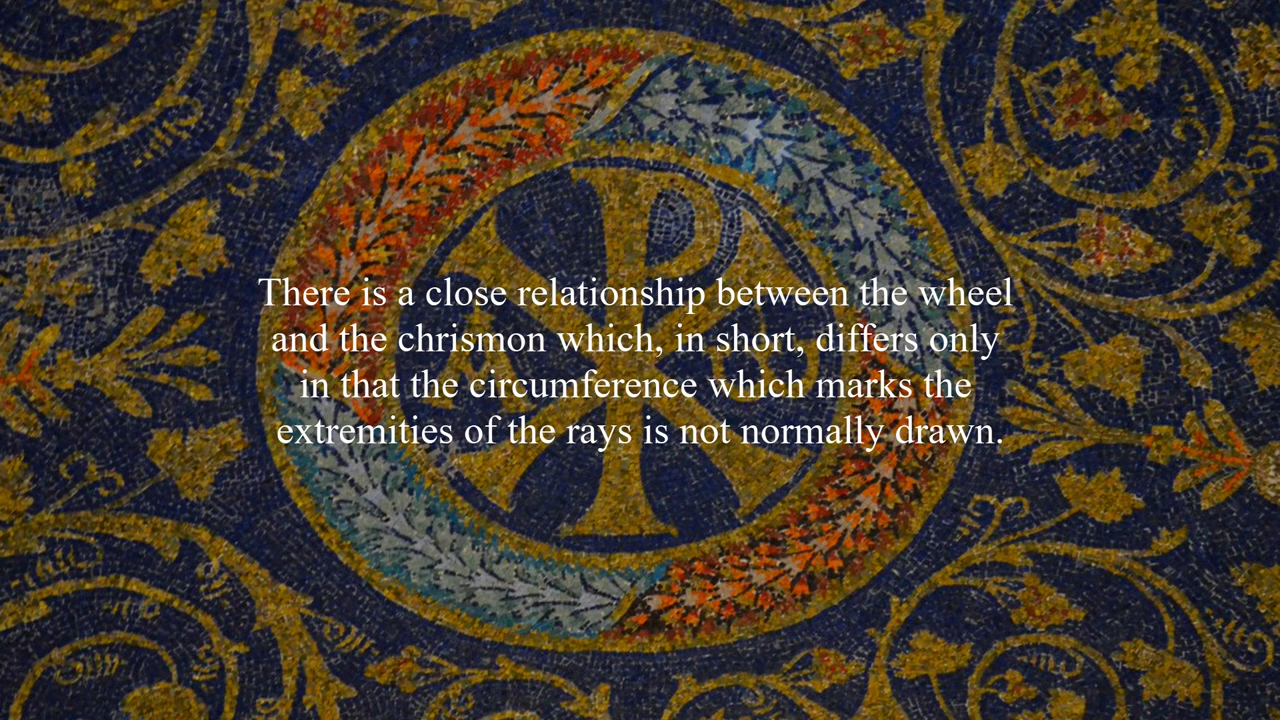 There is a close relationship between the wheel
and the chrismon which, in short, differs only
in that the circumference which marks the
extremities of the rays is not normally drawn.